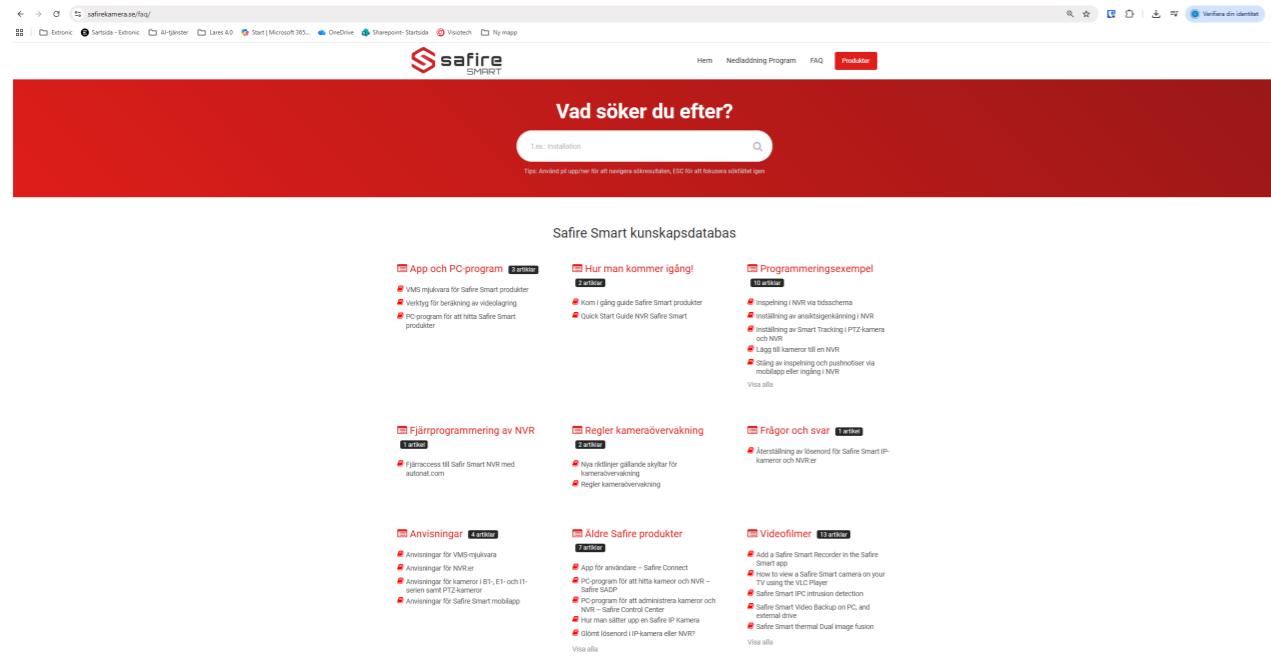 safirekamera.se/faq/
Verifiera din identitet
Extronic
Sartsida - Extronic
AI-tjänster
Lares 4.0
Start | Microsoft 365...
OneDrive
Sharepoint- Startsida
Visiotech
Ny mapp
safire
SMART
Hem
Nedladdning Program
FAQ
Produkter
Vad söker du efter?
T.ex.: Installation
Tips: Använd pil upp/ner för att navigera sökresultaten, ESC för att fokusera sökfältet igen
Safire Smart kunskapsdatabas
App och PC-program 3 artiklar
VMS mjukvara för Safire Smart produkter
Verktyg för beräkning av videolagring
PC-program för att hitta Safire Smart
produkter
Hur man kommer igång!
2 artiklar
Kom i gång guide Safire Smart produkter
Quick Start Guide NVR Safire Smart
Programmeringsexempel
10 artiklar
Inspelning i NVR via tidsschema
Inställning av ansiktsigenkänning i NVR
Inställning av Smart Tracking i PTZ-kamera
och NVR
Lägg till kameror till en NVR
Stäng av inspelning och pushnotiser via
mobilapp eller ingång i NVR
Visa alla
Fjärrprogrammering av NVR
1 artikel
Fjärraccess till Safir Smart NVR med
autonat.com
Regler kameraövervakning
2 artiklar
Nya riktlinjer gällande skyltar för
kameraövervakning
Regler kameraövervakning
Frågor och svar 1 artikel
Återställning av lösenord för Safire Smart IP-
kameror och NVR:er
Anvisningar 4 artiklar
Anvisningar för VMS-mjukvara
Anvisningar för NVR:er
Anvisningar för kameror i B1-, E1- och I1-
serien samt PTZ-kameror
Anvisningar för Safire Smart mobilapp
Äldre Safire produkter
7 artiklar
App för användare – Safire Connect
PC-program för att hitta kameor och NVR –
Safire SADP
PC-program för att administrera kameror och
NVR – Safire Control Center
Hur man sätter upp en Safire IP Kamera
Glömt lösenord i IP-kamera eller NVR?
Visa alla
Videofilmer 13 artiklar
Add a Safire Smart Recorder in the Safire
Smart app
How to view a Safire Smart camera on your
TV using the VLC Player
Safire Smart IPC intrusion detection
Safire Smart Video Backup on PC, and
external drive
Safire Smart thermal Dual image fusion
Visa alla